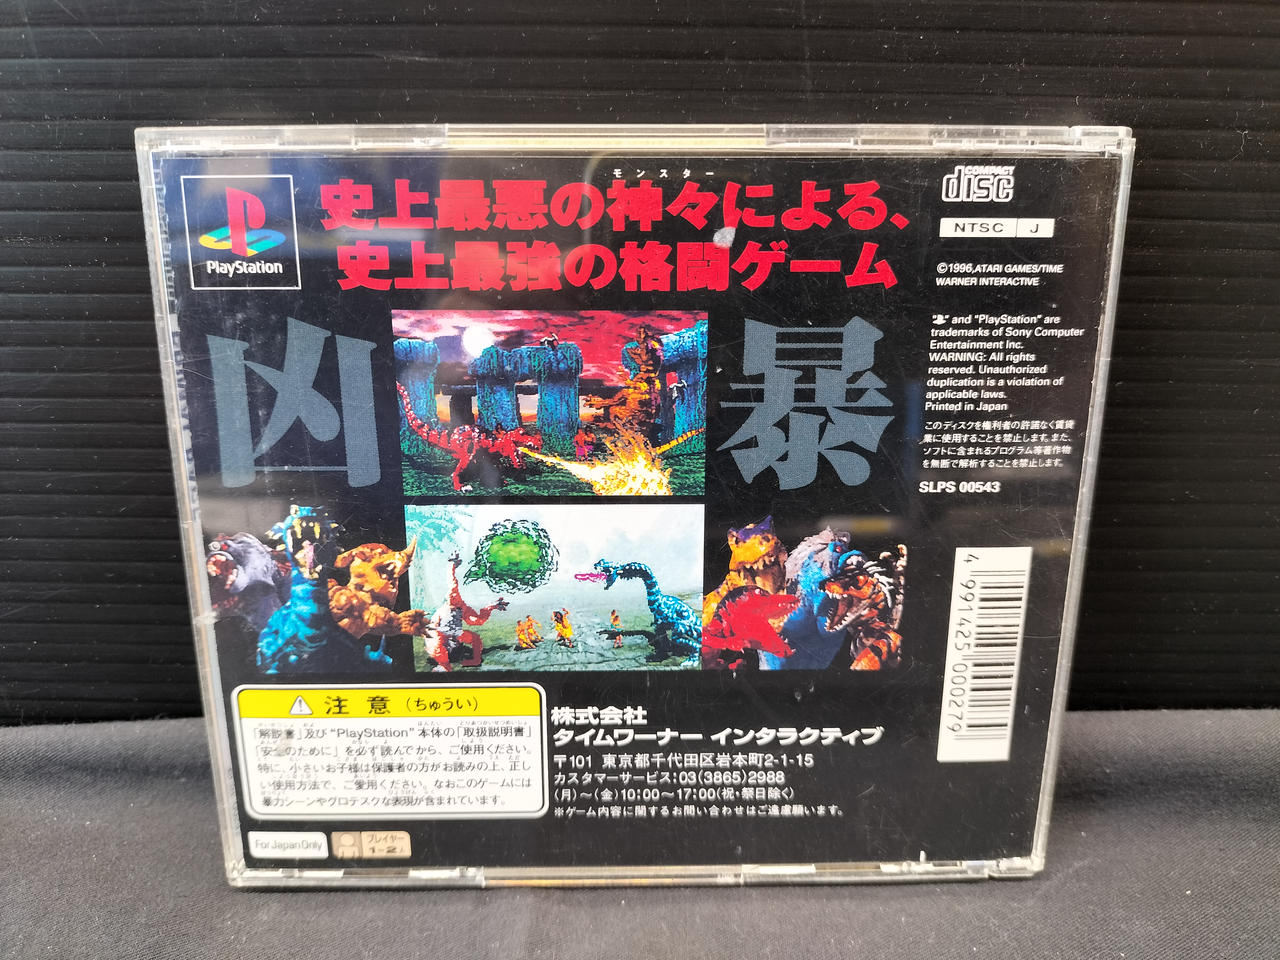 モンスター
史上最悪の神々による、
史上最強の格闘ゲーム
PlayStation
COMPACT
disc
NTSC J
©1996,ATARI GAMES/TIME
WARNER INTERACTIVE
"PS" and "PlayStation" are
trademarks of Sony Computer
Entertainment Inc.
WARNING: All rights
reserved. Unauthorized
duplication is a violation of
applicable laws.
Printed in Japan
このディスクを権利者の許諾なく賃貸
業に使用することを禁止します。また、
ソフトに含まれるプログラム等著作物
を無断で解析することを禁止します。
SLPS 00543
凶暴
4 991425 000279
注意(ちゅうい)
「解説書」及び"PlayStation"本体の「取扱説明書」
「安全のために」を必ず読んでから、ご使用ください。
特に、小さいお子様は保護者の方がお読みの上、正し
い使用方法で、ご愛用ください。なおこのゲームには
暴力シーンやグロテスクな表現が含まれています。
株式会社
タイムワーナー インタラクティブ
〒101 東京都千代田区岩本町2-1-15
カスタマーサービス:03(3865)2988
(月)〜(金)10:00〜17:00(祝・祭日除く)
※ゲーム内容に関するお問い合わせはご遠慮願います。
For Japan Only
プレイヤー
1-2人